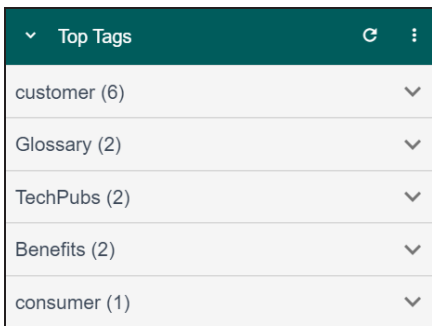 Top Tags
customer (6)
Glossary (2)
TechPubs (2)
Benefits (2)
consumer (1)